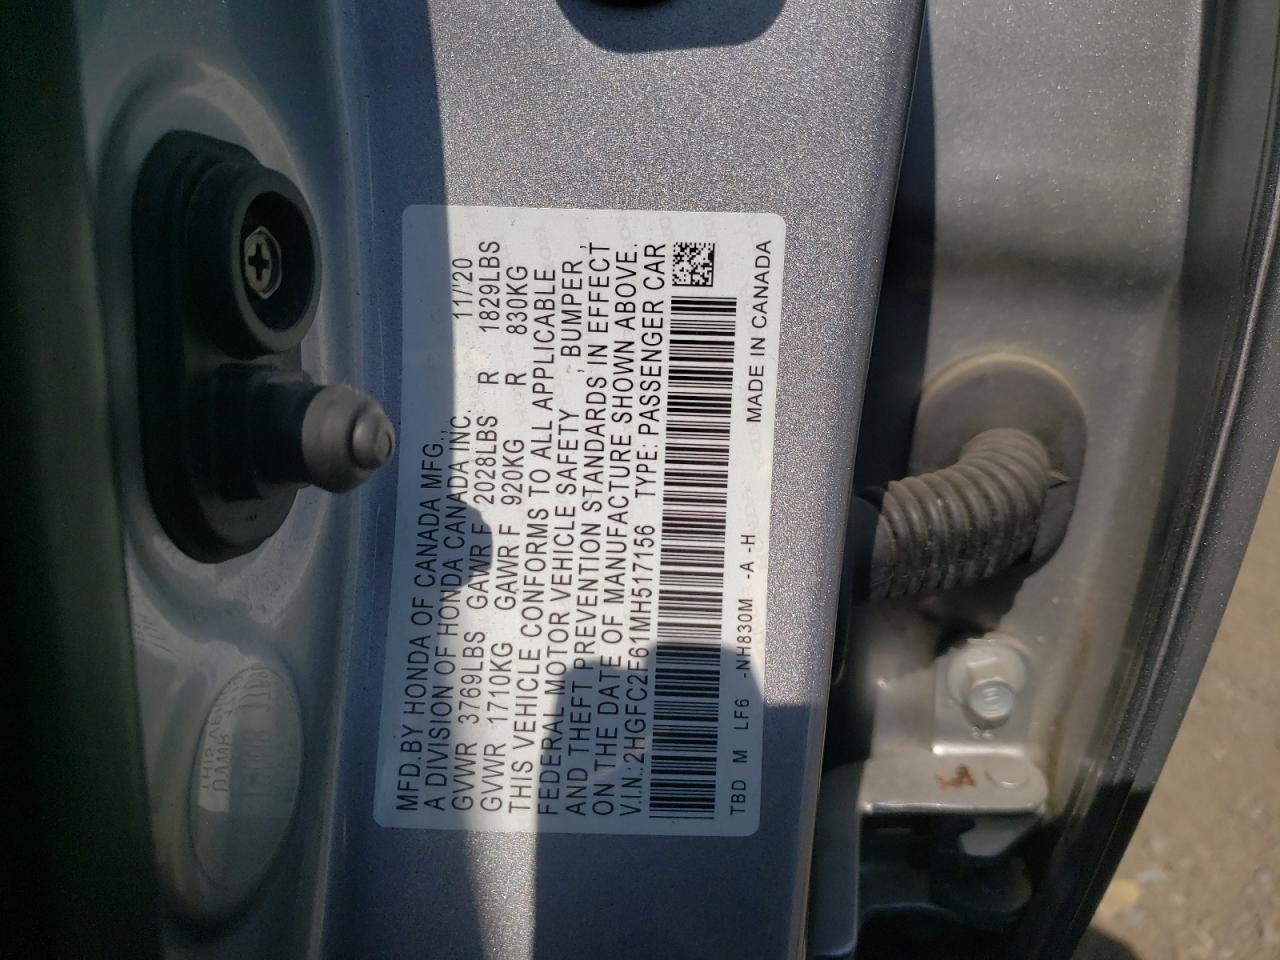 MFD.BY HONDA OF CANADA MFG.,
A DIVISION OF HONDA CANADA INC. 11/20
GVWR 3769LBS GAWR F 2028LBS R 1829LBS
GVWR 1710KG GAWR F 920KG R 830KG
THIS VEHICLE CONFORMS TO ALL APPLICABLE
FEDERAL MOTOR VEHICLE SAFETY , BUMPER ,
AND THEFT PREVENTION STANDARDS IN EFFECT
ON THE DATE OF MANUFACTURE SHOWN ABOVE.
V.I.N.:2HGFC2F61MH517156 TYPE: PASSENGER CAR
TBD M LF6 -NH830M -A -H MADE IN CANADA